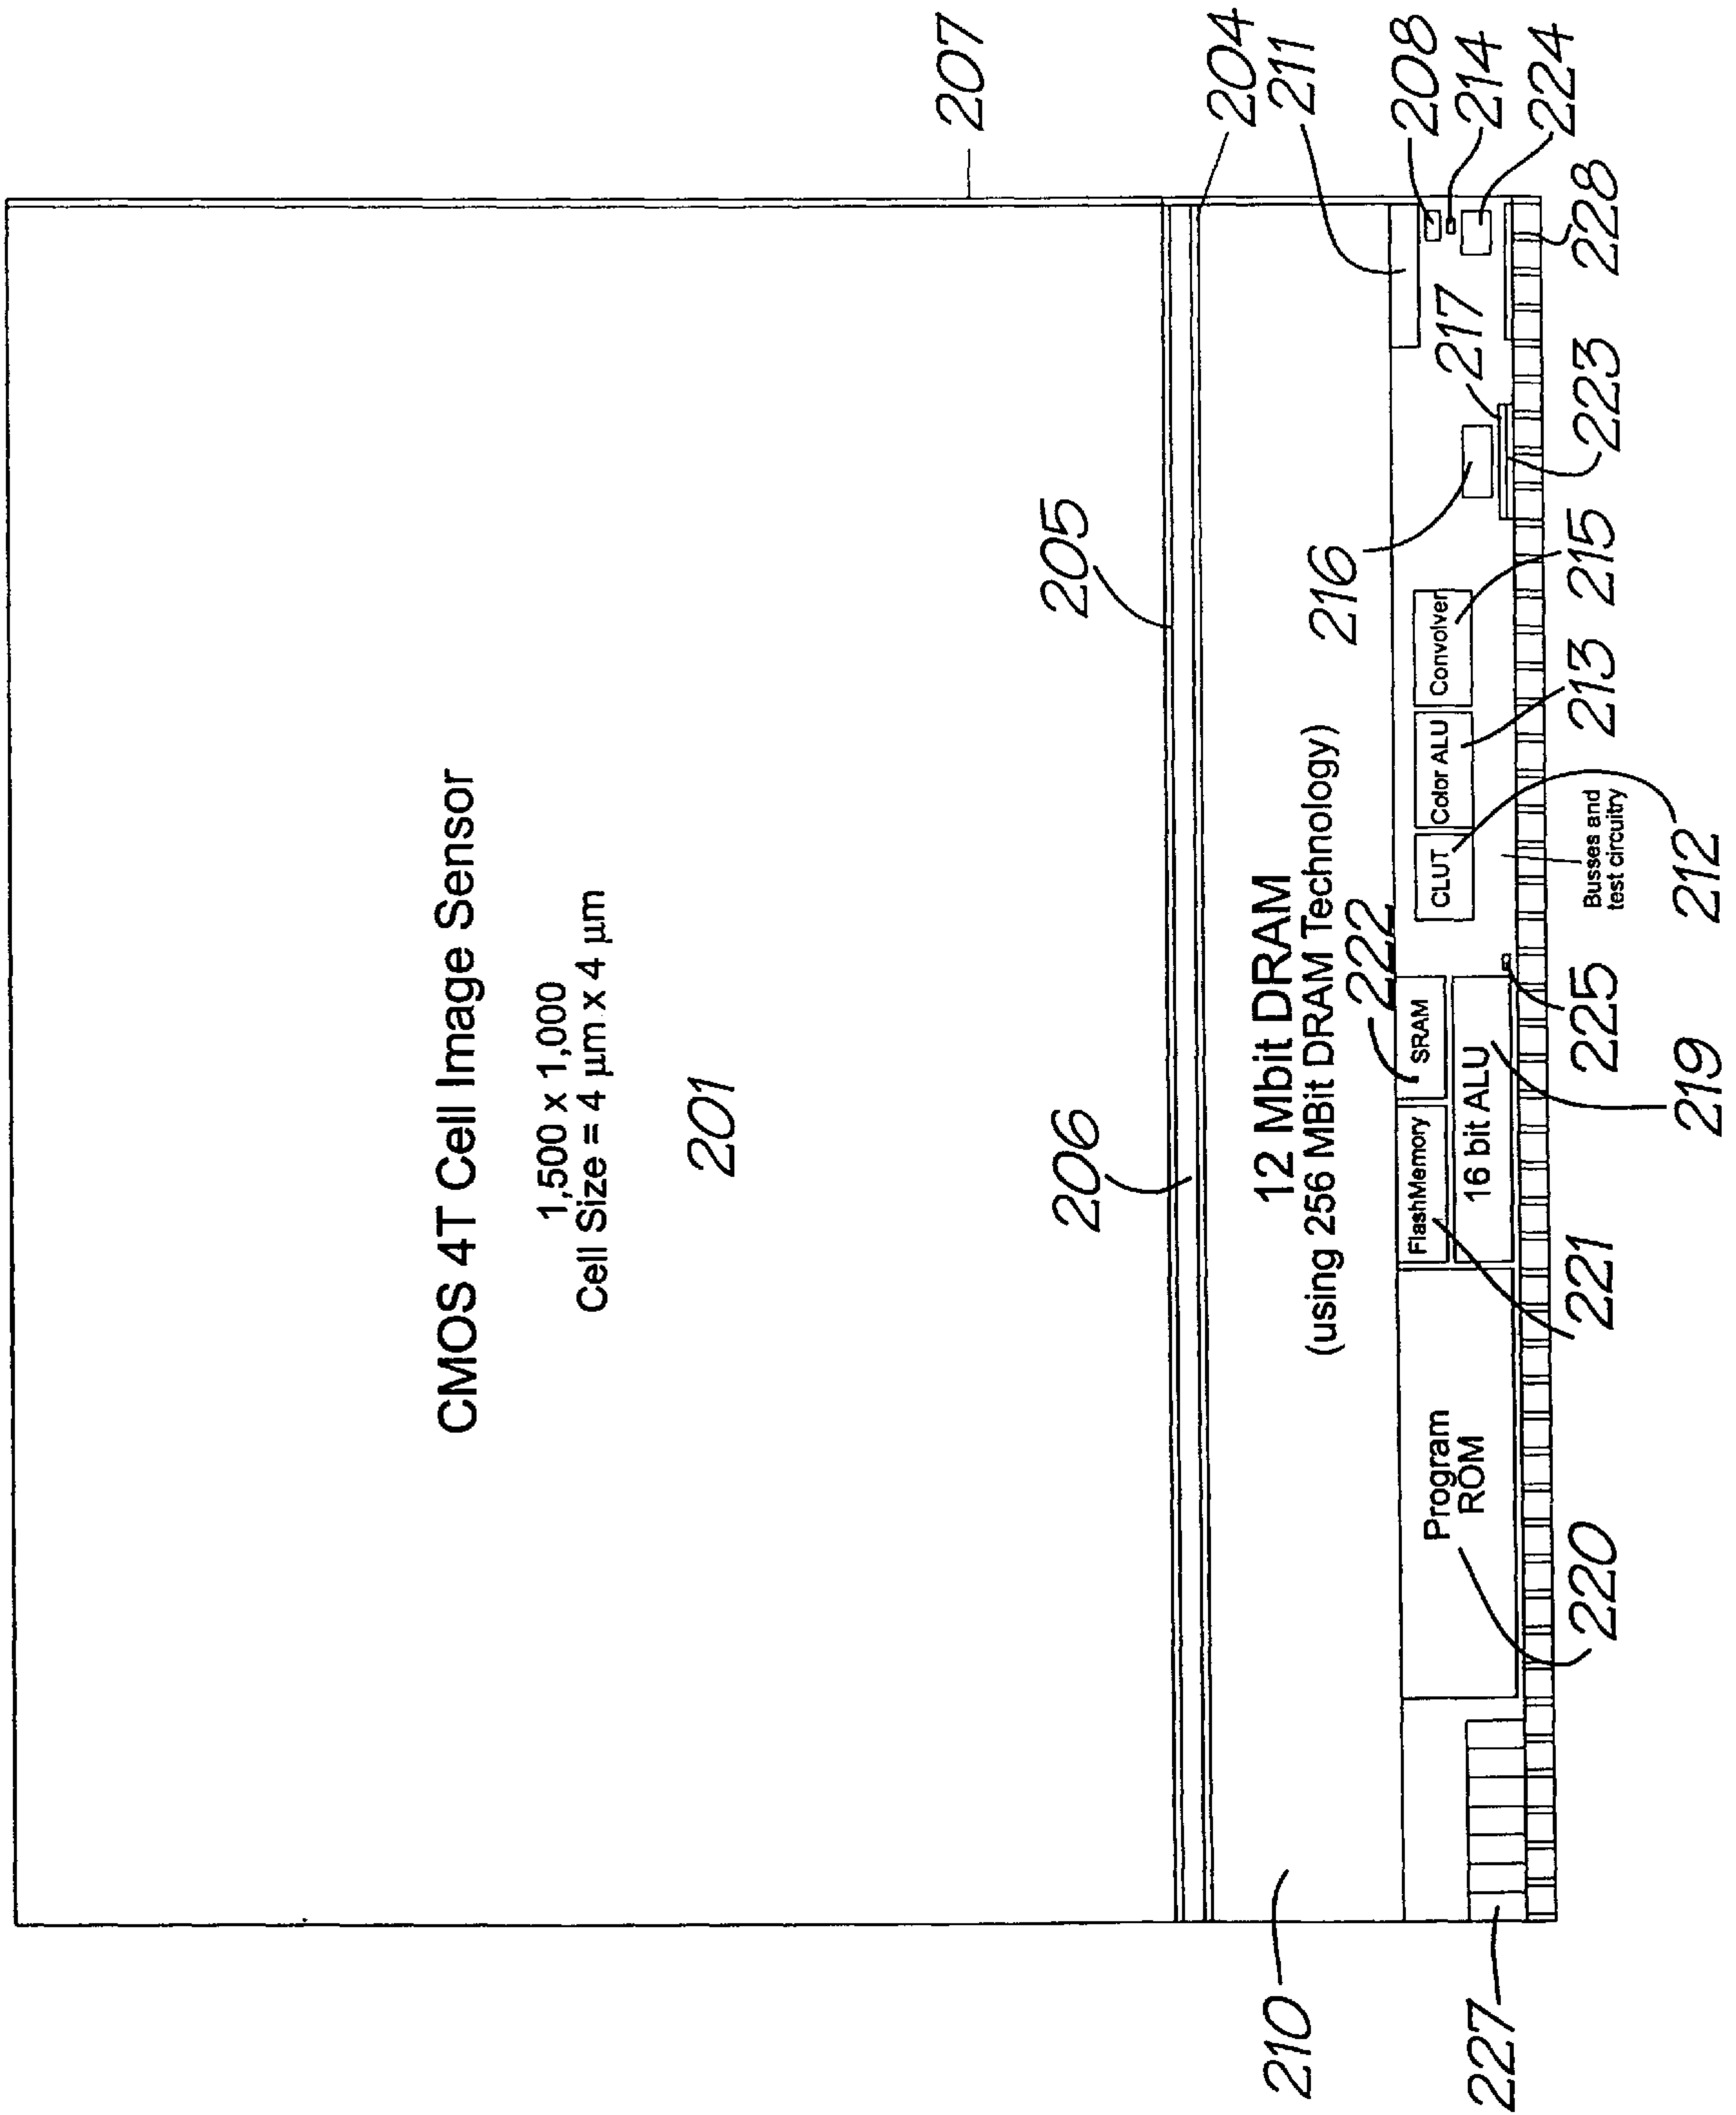 CMOS 4T Cell Image Sensor
1,500 x 1,000
Cell Size = 4 µm x 4 µm
201
207
205
206
204
211
12 Mbit DRAM
(using 256 MBit DRAM Technology)
210
222
216
208
214
224
217
228
223
Program
ROM
FlashMemory
SRAM
16 bit ALU
CLUT
Color ALU
Convolver
Busses and
test circuitry
227
220
221
225
213
215
219
212